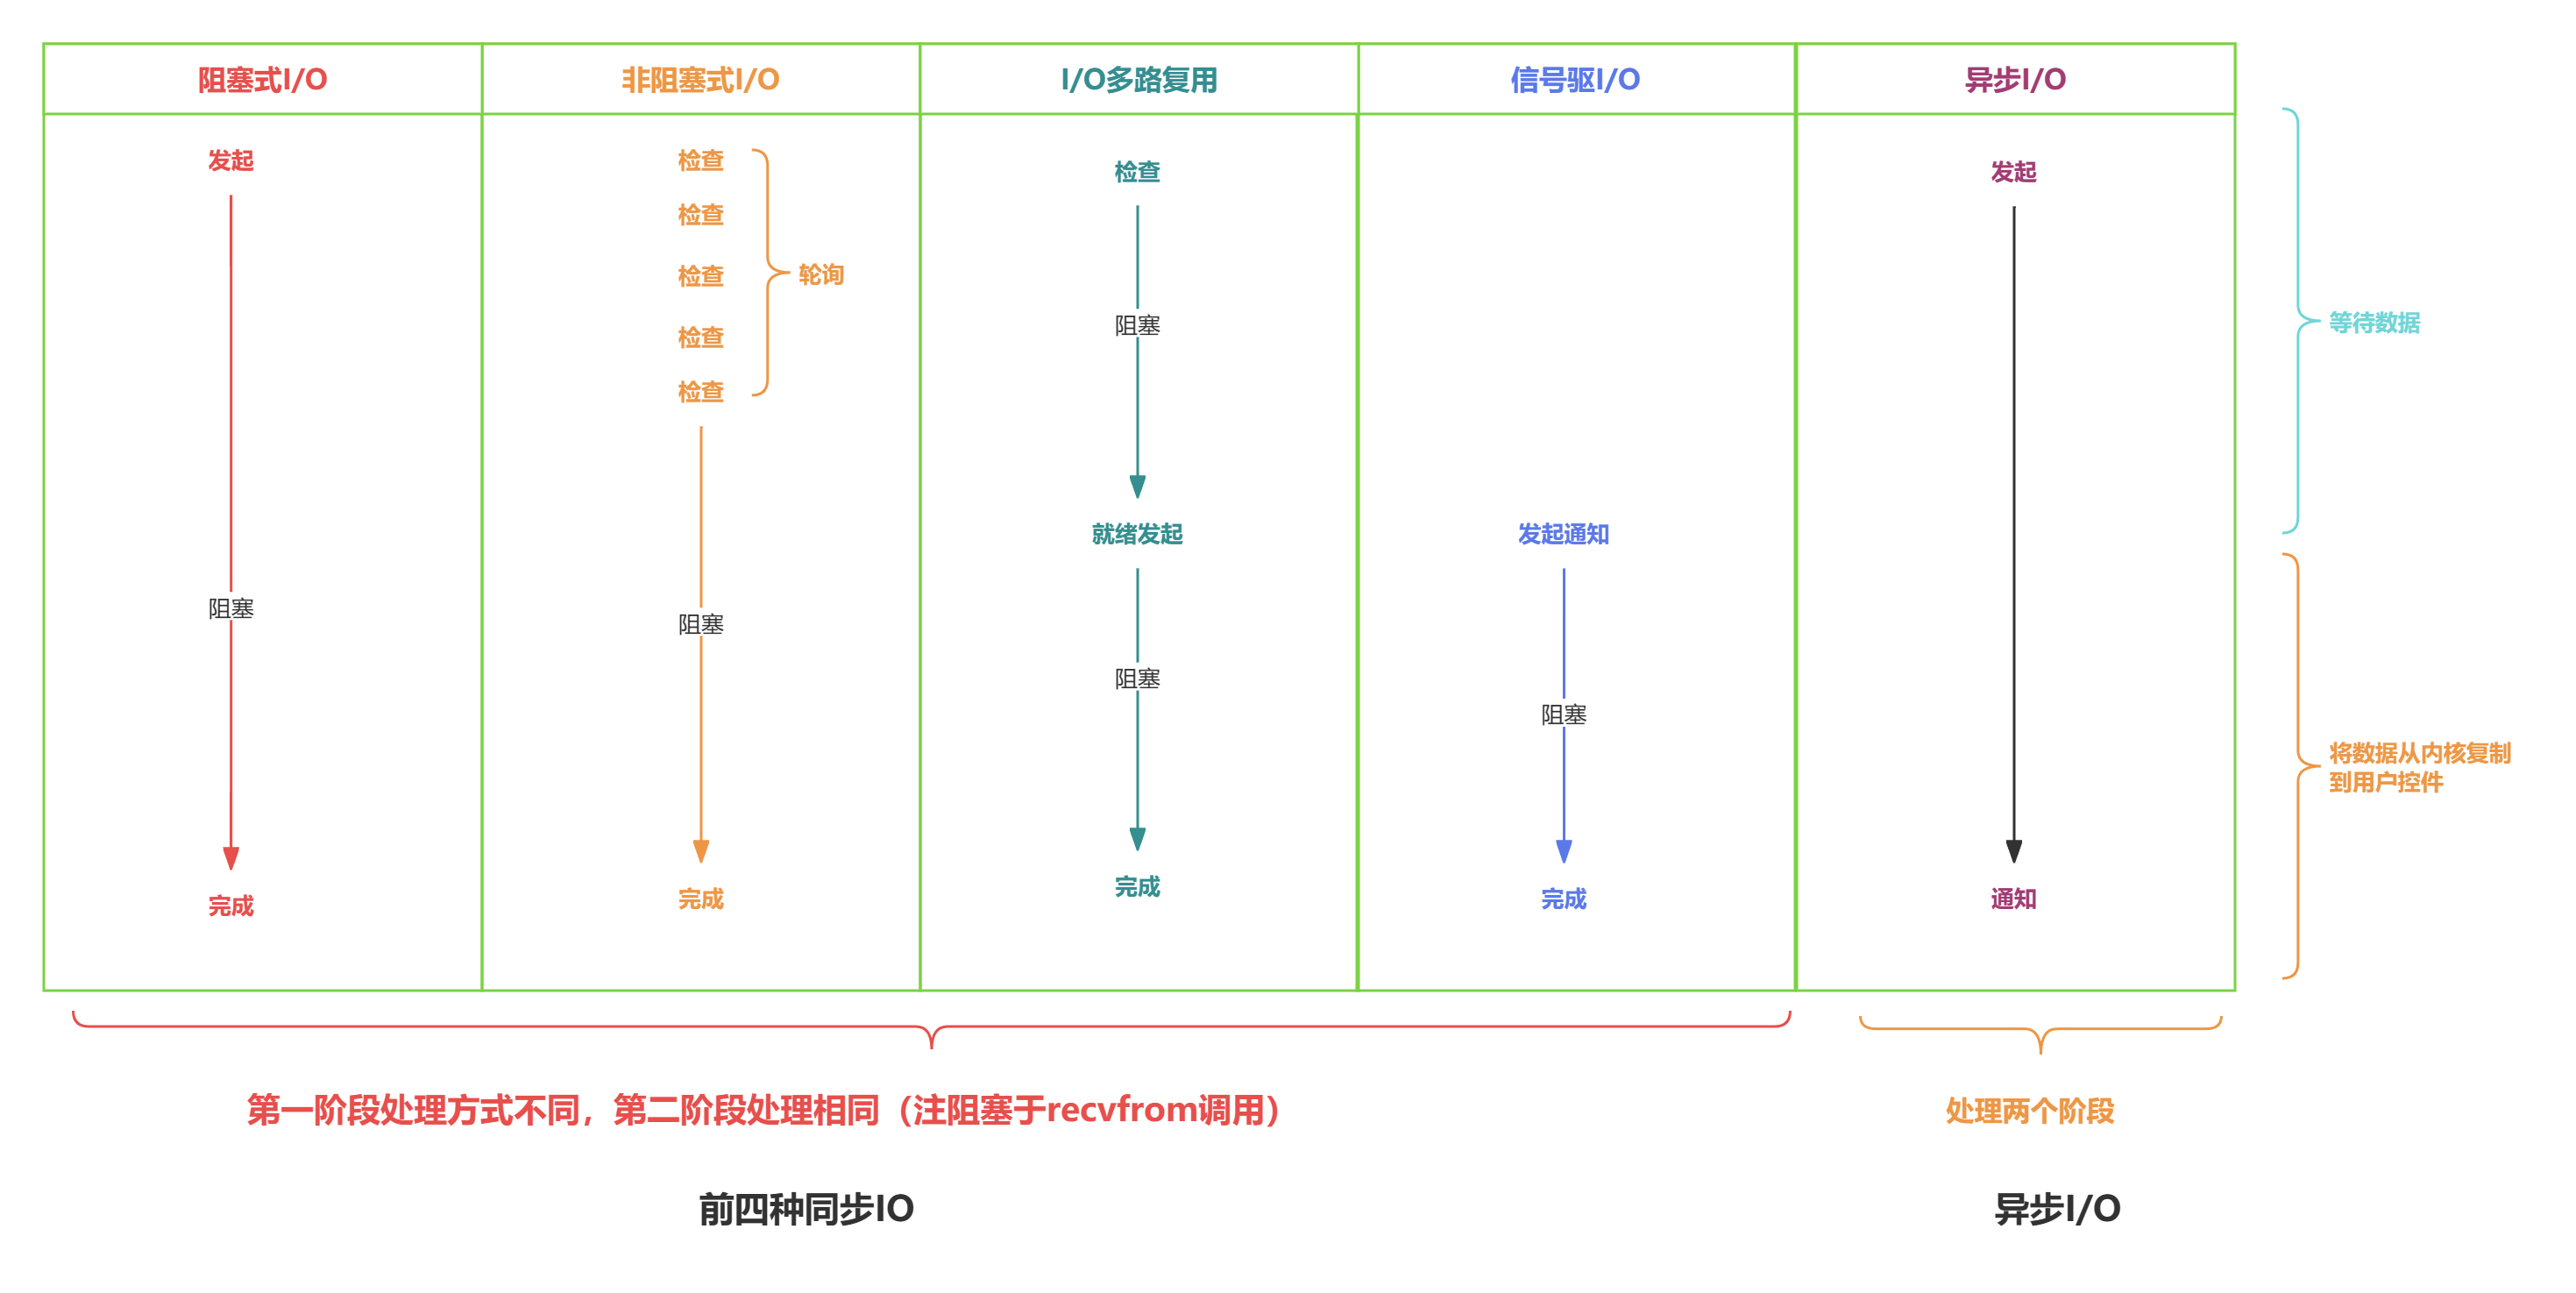 阻塞式I/O
非阻塞式I/O
I/O多路复用
信号驱I/O
异步I/O
发起
阻塞
完成
检查
检查
检查
检查
检查
轮询
阻塞
完成
检查
阻塞
就绪发起
阻塞
完成
发起通知
阻塞
完成
发起
通知
等待数据
将数据从内核复制
到用户控件
第一阶段处理方式不同，第二阶段处理相同（注阻塞于recvfrom调用）
处理两个阶段
前四种同步IO
异步I/O